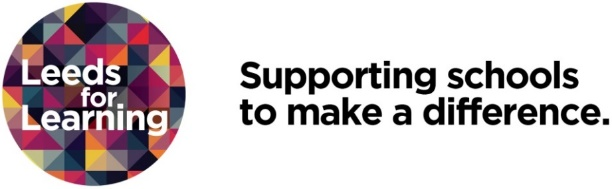 Leeds
for
Learning
Supporting schools
to make a difference.